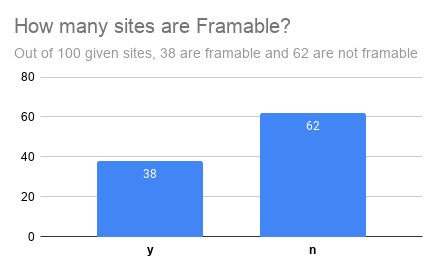 How many sites are Framable?
Out of 100 given sites, 38 are framable and 62 are not framable
80
60
40
20
0
38
62
y
n